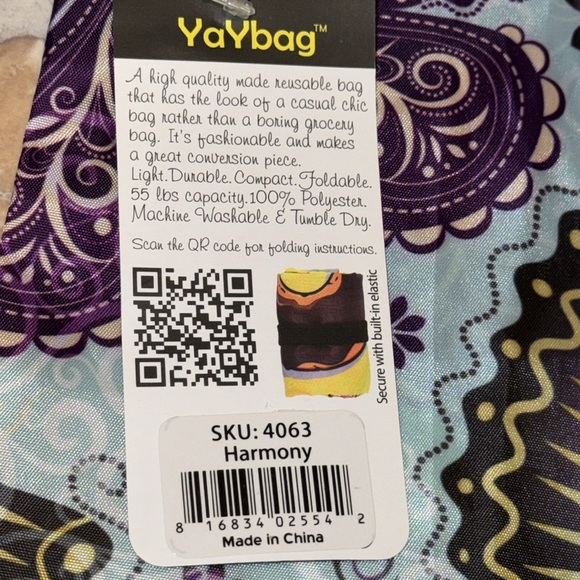 YaYbag™
A high quality made reusable bag
that has the look of a casual chic
bag rather than a boring grocery
bag. It's fashionable and makes
a great conversion piece.
Light.Durable.Compact.Foldable.
55 lbs capacity.100% Polyester.
Machine Washable & Tumble Dry.
Scan the QR code for folding instructions.
Secure with built-in elastic
SKU: 4063
Harmony
8 16834 02554 2
Made in China